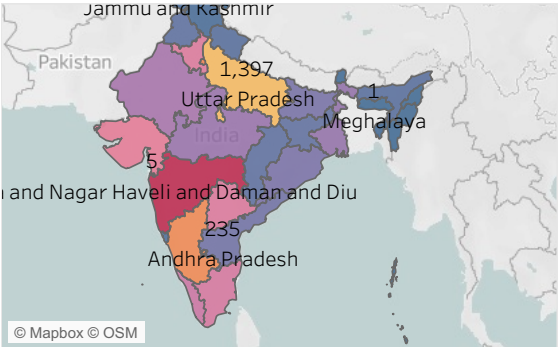 Jammu and Kashmir
Pakistan
1,397
Uttar Pradesh
1
Meghalaya
India
5
and Nagar Haveli and Daman and Diu
235
Andhra Pradesh
© Mapbox © OSM